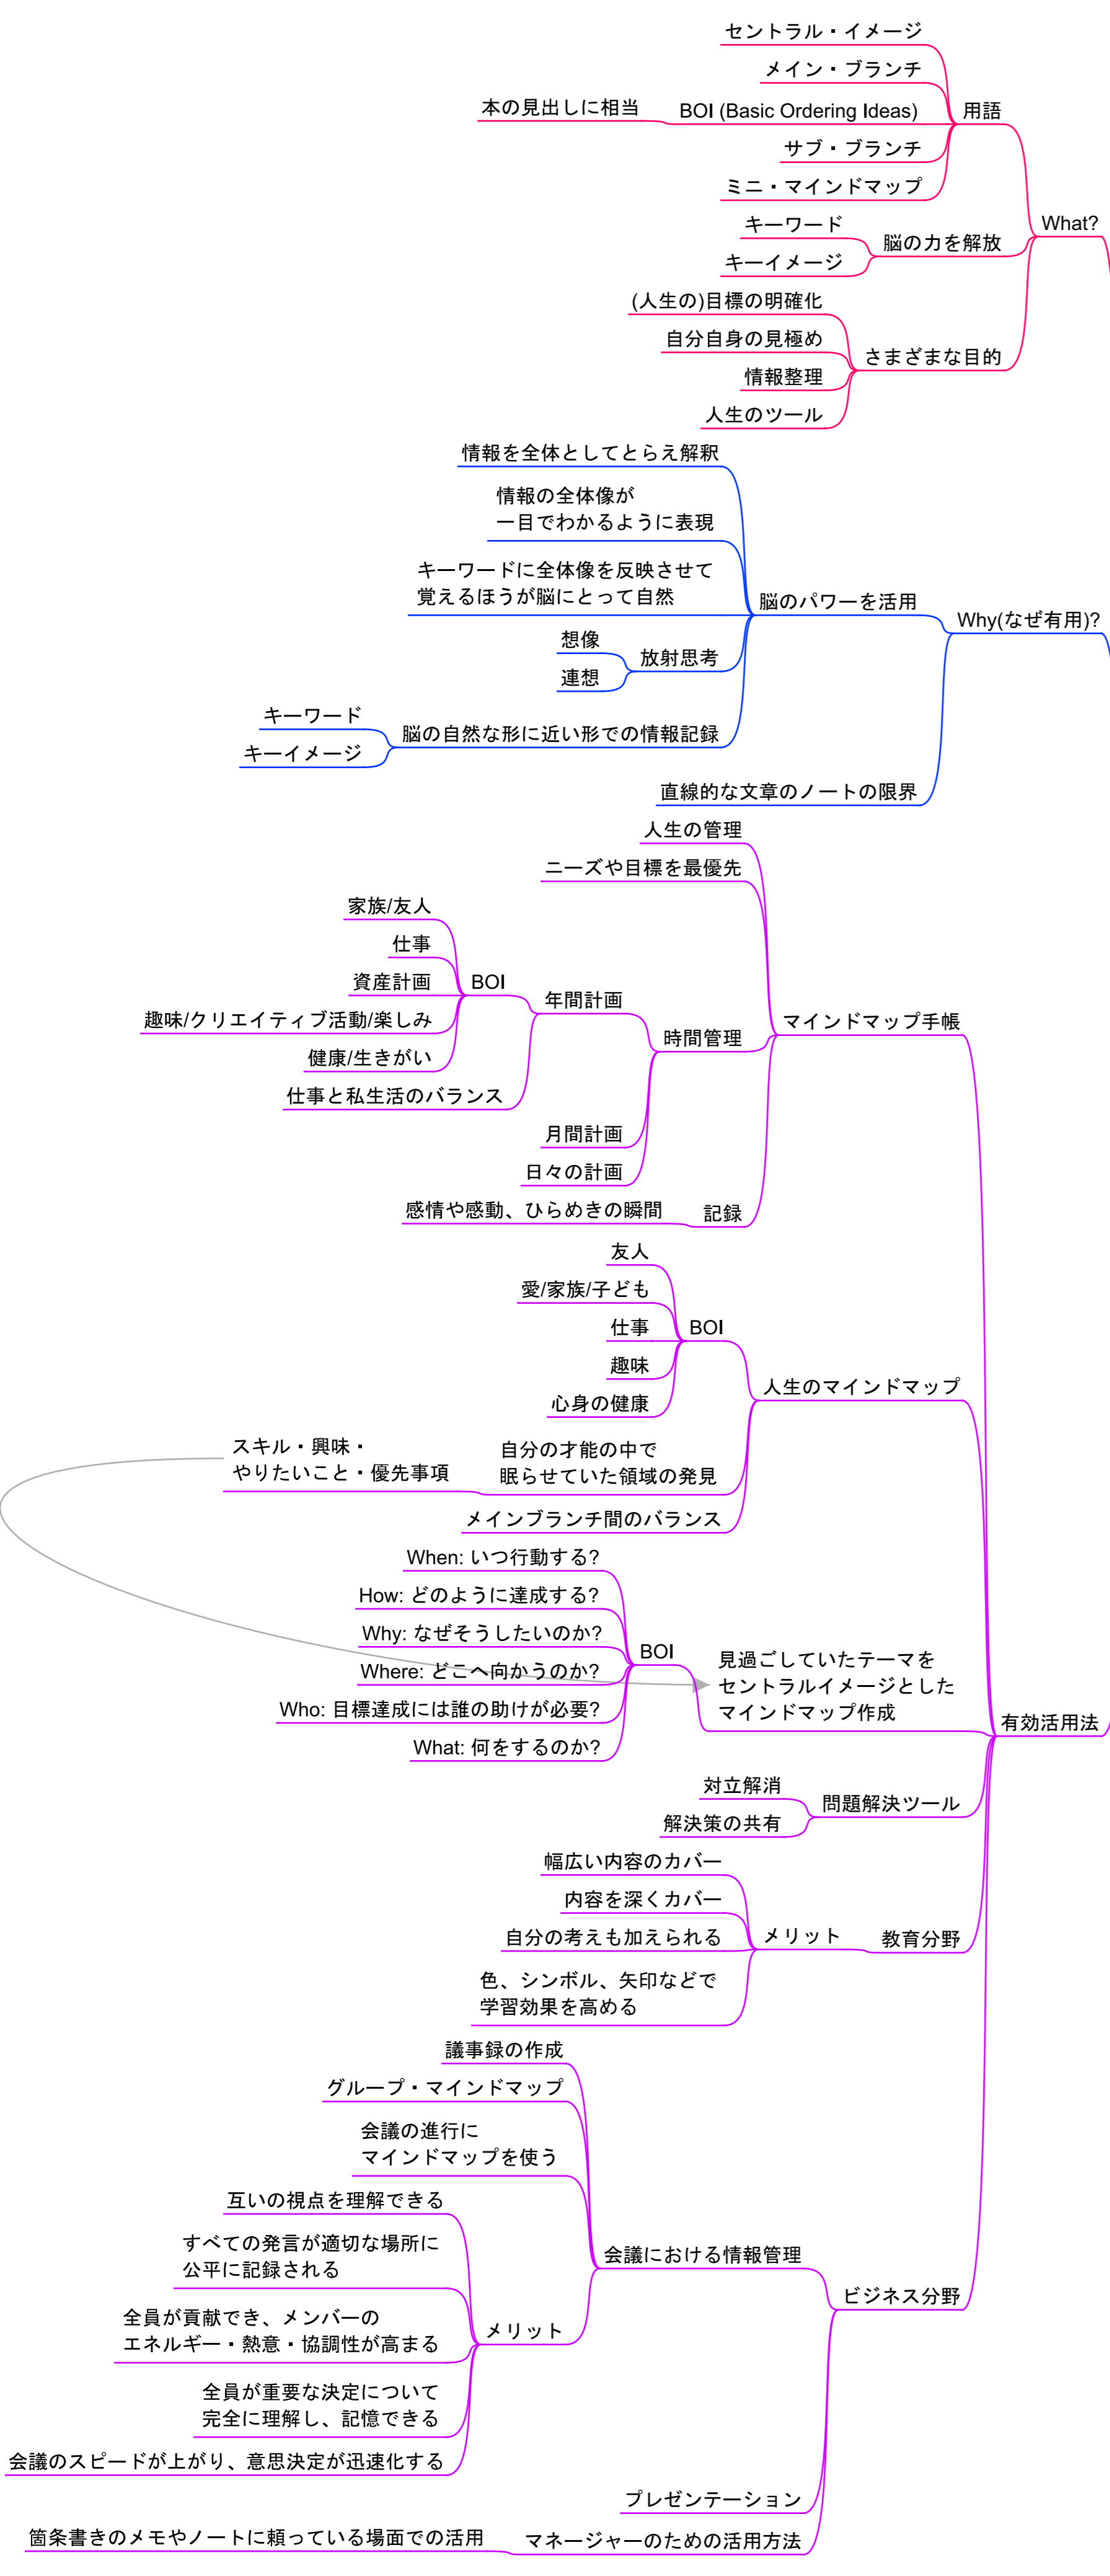 セントラル・イメージ
メイン・ブランチ
本の見出しに相当
BOI (Basic Ordering Ideas)
用語
サブ・ブランチ
ミニ・マインドマップ
What?
キーワード
脳の力を解放
キーイメージ
(人生の)目標の明確化
自分自身の見極め
さまざまな目的
情報整理
人生のツール
情報を全体としてとらえ解釈
情報の全体像が
一目でわかるように表現
キーワードに全体像を反映させて
覚えるほうが脳にとって自然
脳のパワーを活用
Why(なぜ有用)?
想像
放射思考
連想
キーワード
脳の自然な形に近い形での情報記録
キーイメージ
直線的な文章のノートの限界
人生の管理
ニーズや目標を最優先
家族/友人
仕事
資産計画
BOI
年間計画
趣味/クリエイティブ活動/楽しみ
マインドマップ手帳
時間管理
健康/生きがい
仕事と私生活のバランス
月間計画
日々の計画
感情や感動、ひらめきの瞬間
記録
友人
愛/家族/子ども
仕事
BOI
趣味
人生のマインドマップ
心身の健康
スキル・興味・
やりたいこと・優先事項
自分の才能の中で
眠らせていた領域の発見
メインブランチ間のバランス
When: いつ行動する?
How: どのように達成する?
Why: なぜそうしたいのか?
BOI
Where: どこへ向かうのか?
見過ごしていたテーマを
セントラルイメージとした
マインドマップ作成
Who: 目標達成には誰の助けが必要?
What: 何をするのか?
有効活用法
対立解消
問題解決ツール
解決策の共有
幅広い内容のカバー
内容を深くカバー
自分の考えも加えられる
メリット
教育分野
色、シンボル、矢印などで
学習効果を高める
議事録の作成
グループ・マインドマップ
会議の進行に
マインドマップを使う
互いの視点を理解できる
すべての発言が適切な場所に
公平に記録される
会議における情報管理
ビジネス分野
全員が貢献でき、メンバーの
エネルギー・熱意・協調性が高まる
メリット
全員が重要な決定について
完全に理解し、記憶できる
会議のスピードが上がり、意思決定が迅速化する
プレゼンテーション
箇条書きのメモやノートに頼っている場面での活用
マネージャーのための活用方法